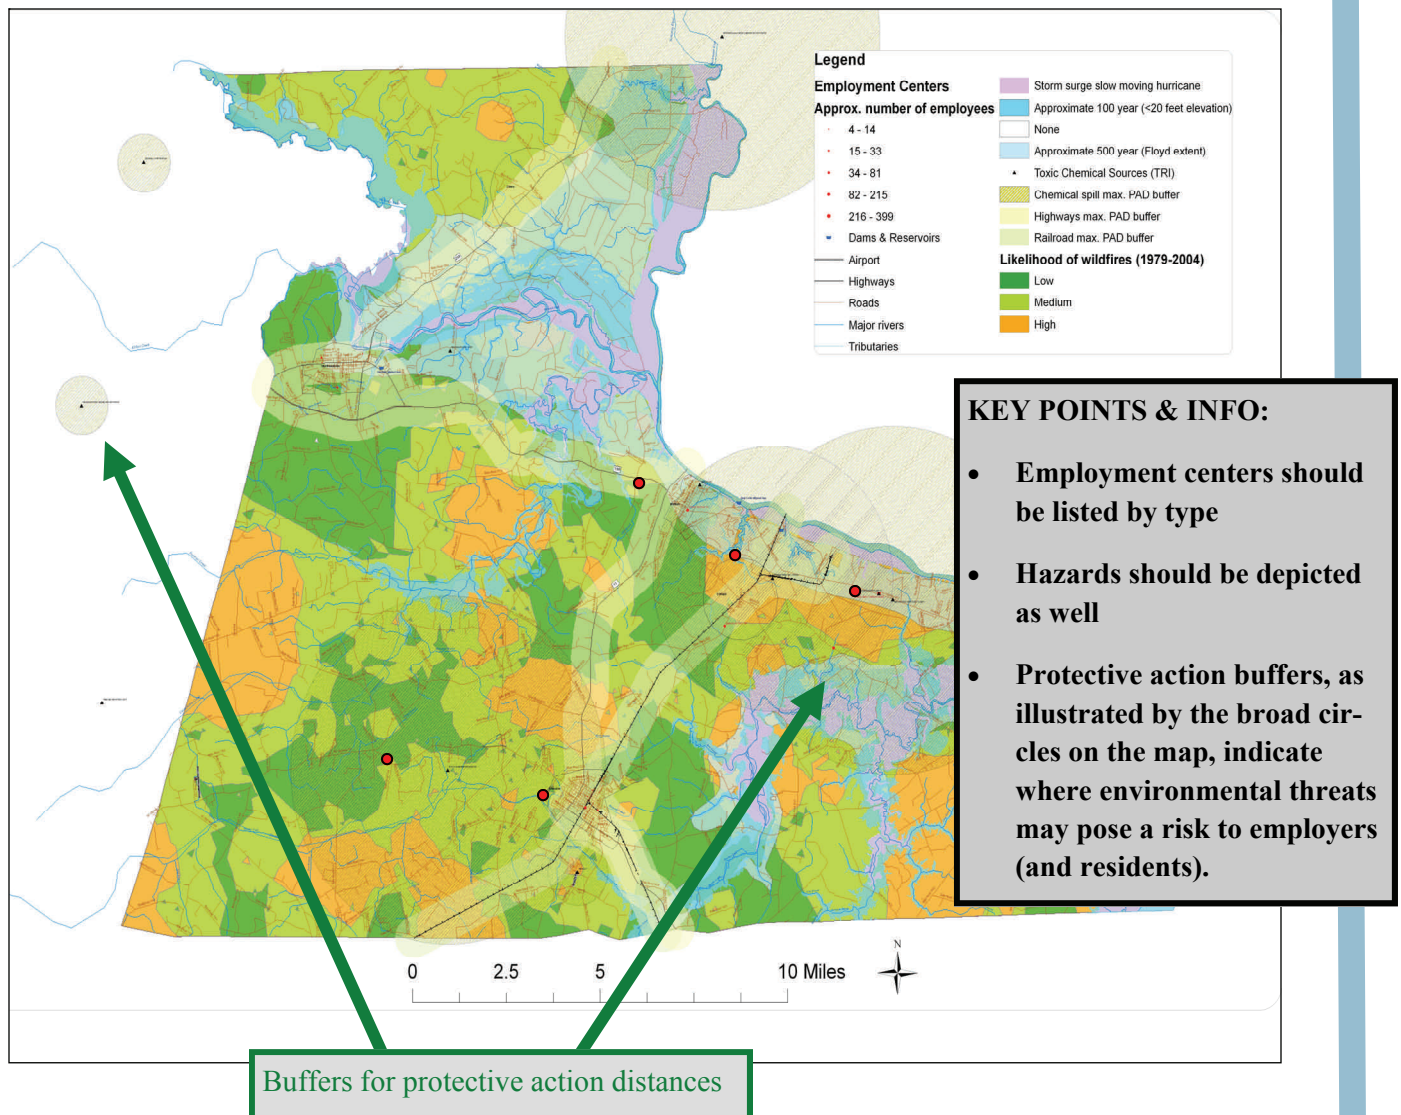 Legend
Employment Centers
Approx. number of employees
4 - 14
15 - 33
34 - 81
82 - 215
216 - 399
Dams & Reservoirs
Airport
Highways
Roads
Major rivers
Tributaries
Storm surge slow moving hurricane
Approximate 100 year (<20 feet elevation)
None
Approximate 500 year (Floyd extent)
Toxic Chemical Sources (TRI)
Chemical spill max. PAD buffer
Highways max. PAD buffer
Railroad max. PAD buffer
Likelihood of wildfires (1979-2004)
Low
Medium
High
KEY POINTS & INFO:
• Employment centers should
be listed by type
• Hazards should be depicted
as well
• Protective action buffers, as
illustrated by the broad cir-
cles on the map, indicate
where environmental threats
may pose a risk to employers
(and residents).
0 2.5 5 10 Miles
N
Buffers for protective action distances